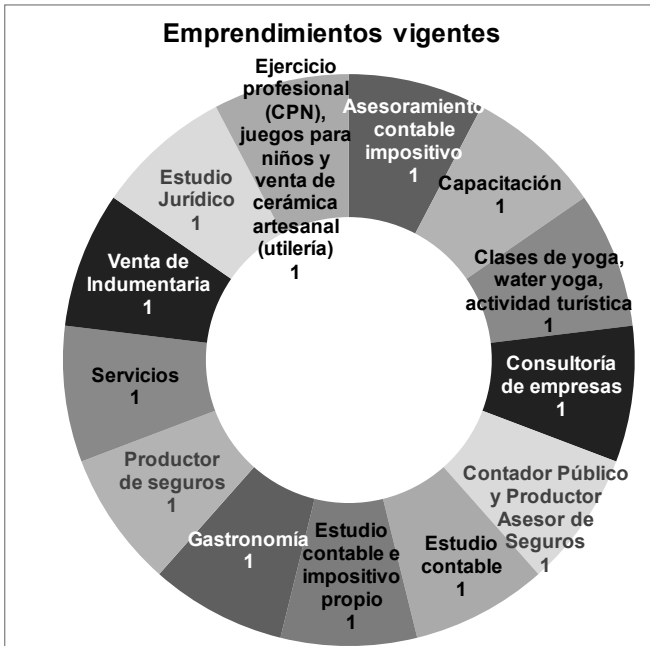 Emprendimientos vigentes
Ejercicio
profesional
(CPN),
juegos para
niños y
venta de
cerámica
artesanal
(utilería)
1
Asesoramiento
contable
impositivo
1
Capacitación
1
Clases de yoga,
water yoga,
actividad turística
1
Consultoría
de empresas
1
Contador Público
y Productor
Asesor de
Seguros
1
Estudio
contable
1
Estudio
contable e
impositivo
propio
1
Gastronomía
1
Productor
de seguros
1
Servicios
1
Venta de
Indumentaria
1
Estudio
Jurídico
1